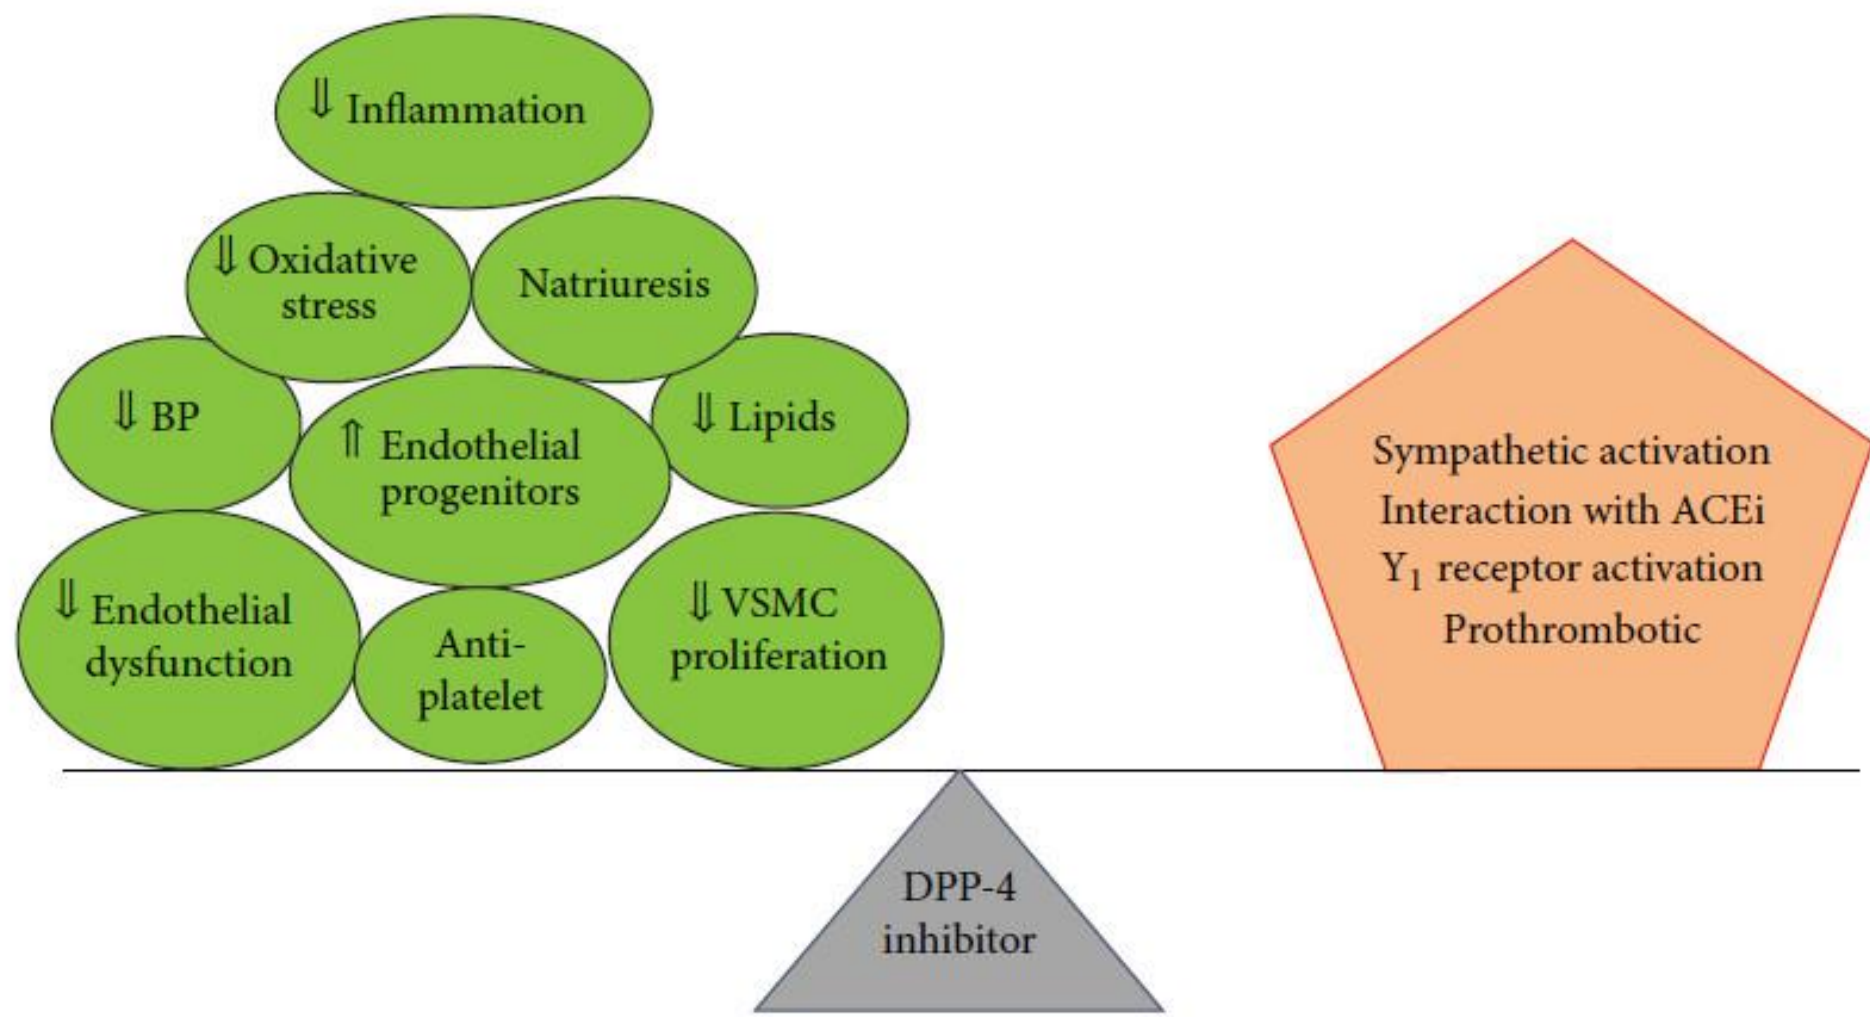 ⇓ Inflammation
⇓ Oxidative
stress
Natriuresis
⇓ BP
⇑ Endothelial
progenitors
⇓ Lipids
⇓ Endothelial
dysfunction
Anti-
platelet
⇓ VSMC
proliferation
Sympathetic activation
Interaction with ACEi
Y₁ receptor activation
Prothrombotic
DPP-4
inhibitor